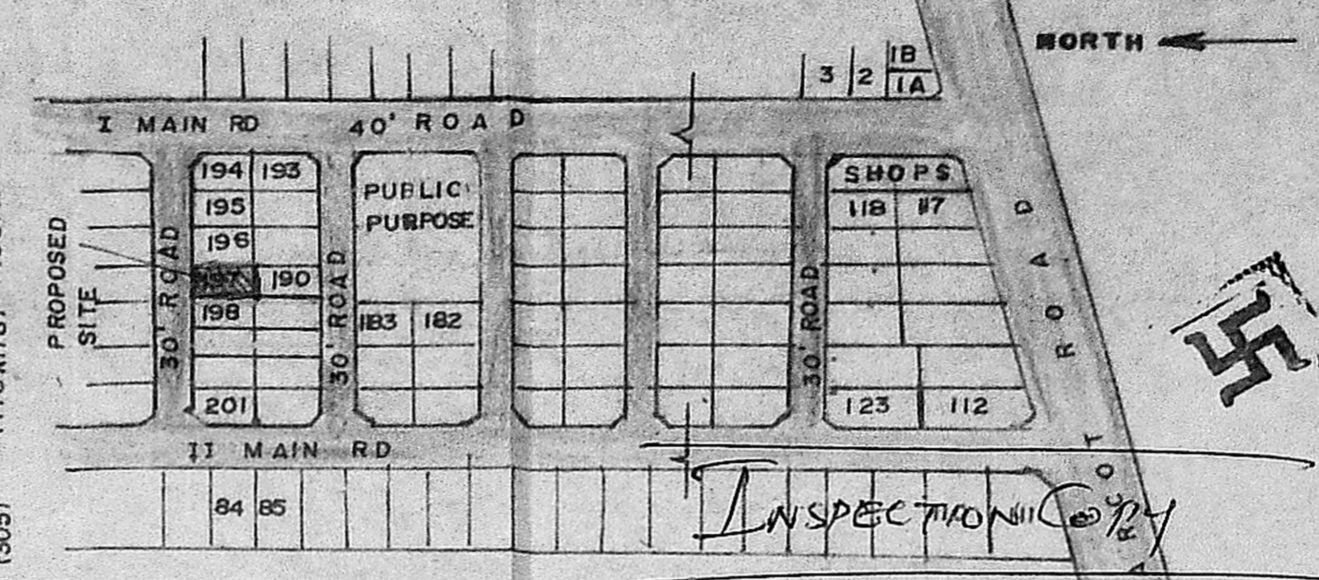 NORTH
3 2 1B
1A
I MAIN RD 40' ROAD
194 193
195
196
197 190
198
201
PUBLIC
PURPOSE
183 182
SHOPS
118 117
123 112
30' ROAD
30' ROAD
30' ROAD
PROPOSED
SITE
ROAD
II MAIN RD
84 85
INSPECTION COPY